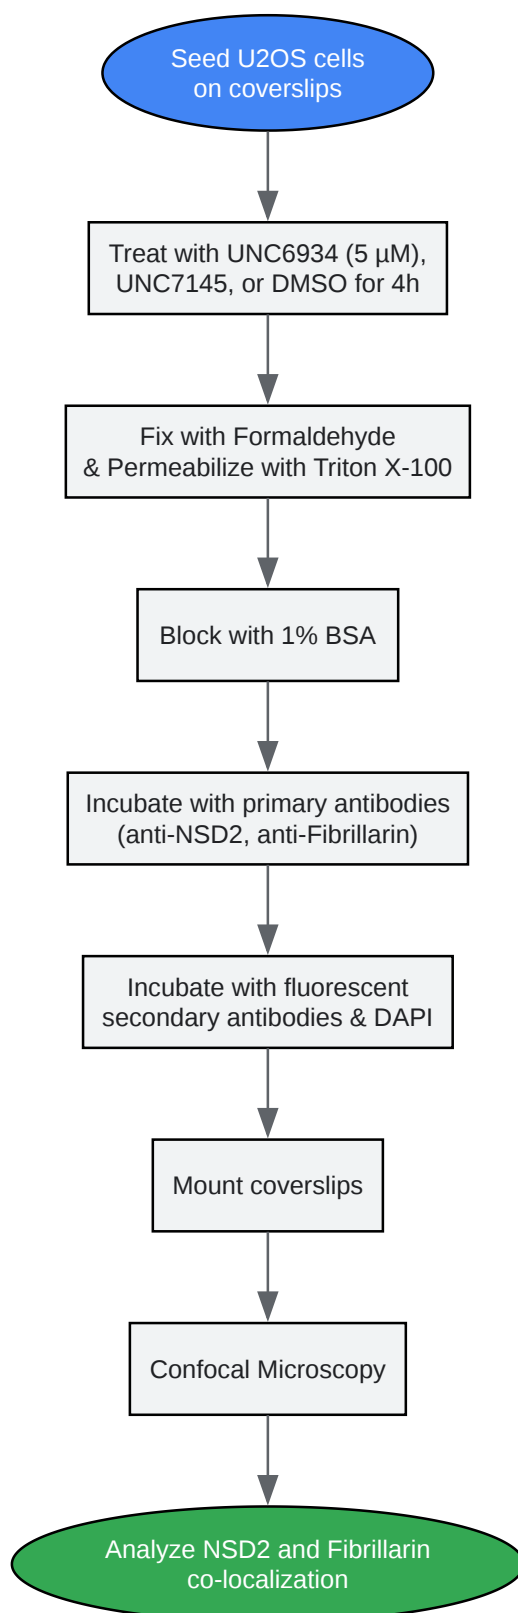 Seed U2OS cells
on coverslips
Treat with UNC6934 (5 µM),
UNC7145, or DMSO for 4h
Fix with Formaldehyde
& Permeabilize with Triton X-100
Block with 1% BSA
Incubate with primary antibodies
(anti-NSD2, anti-Fibrillarin)
Incubate with fluorescent
secondary antibodies & DAPI
Mount coverslips
Confocal Microscopy
Analyze NSD2 and Fibrillarin
co-localization